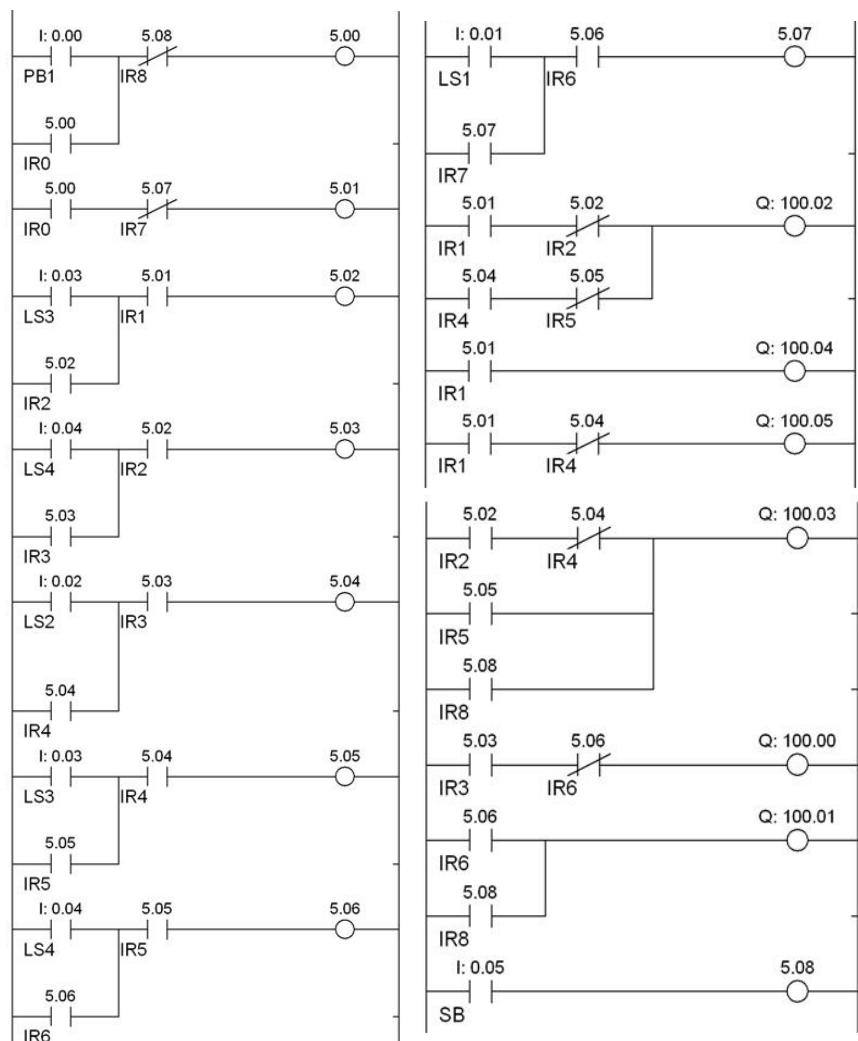 I: 0.00 5.08 5.00
PB1 IR8
5.00
IR0
5.00 5.07 5.01
IR0 IR7
I: 0.03 5.01 5.02
LS3 IR1
5.02
IR2
I: 0.04 5.02 5.03
LS4 IR2
5.03
IR3
I: 0.02 5.03 5.04
LS2 IR3
5.04
IR4
I: 0.03 5.04 5.05
LS3 IR4
5.05
IR5
I: 0.04 5.05 5.06
LS4 IR5
5.06
IR6
I: 0.01 5.06 5.07
LS1 IR6
5.07
IR7
5.01 5.02 Q: 100.02
IR1 IR2
5.04 5.05
IR4 IR5
5.01 Q: 100.04
IR1
5.01 5.04 Q: 100.05
IR1 IR4
5.02 5.04 Q: 100.03
IR2 IR4
5.05
IR5
5.08
IR8
5.03 5.06 Q: 100.00
IR3 IR6
5.06 Q: 100.01
IR6
5.08
IR8
I: 0.05 5.08
SB